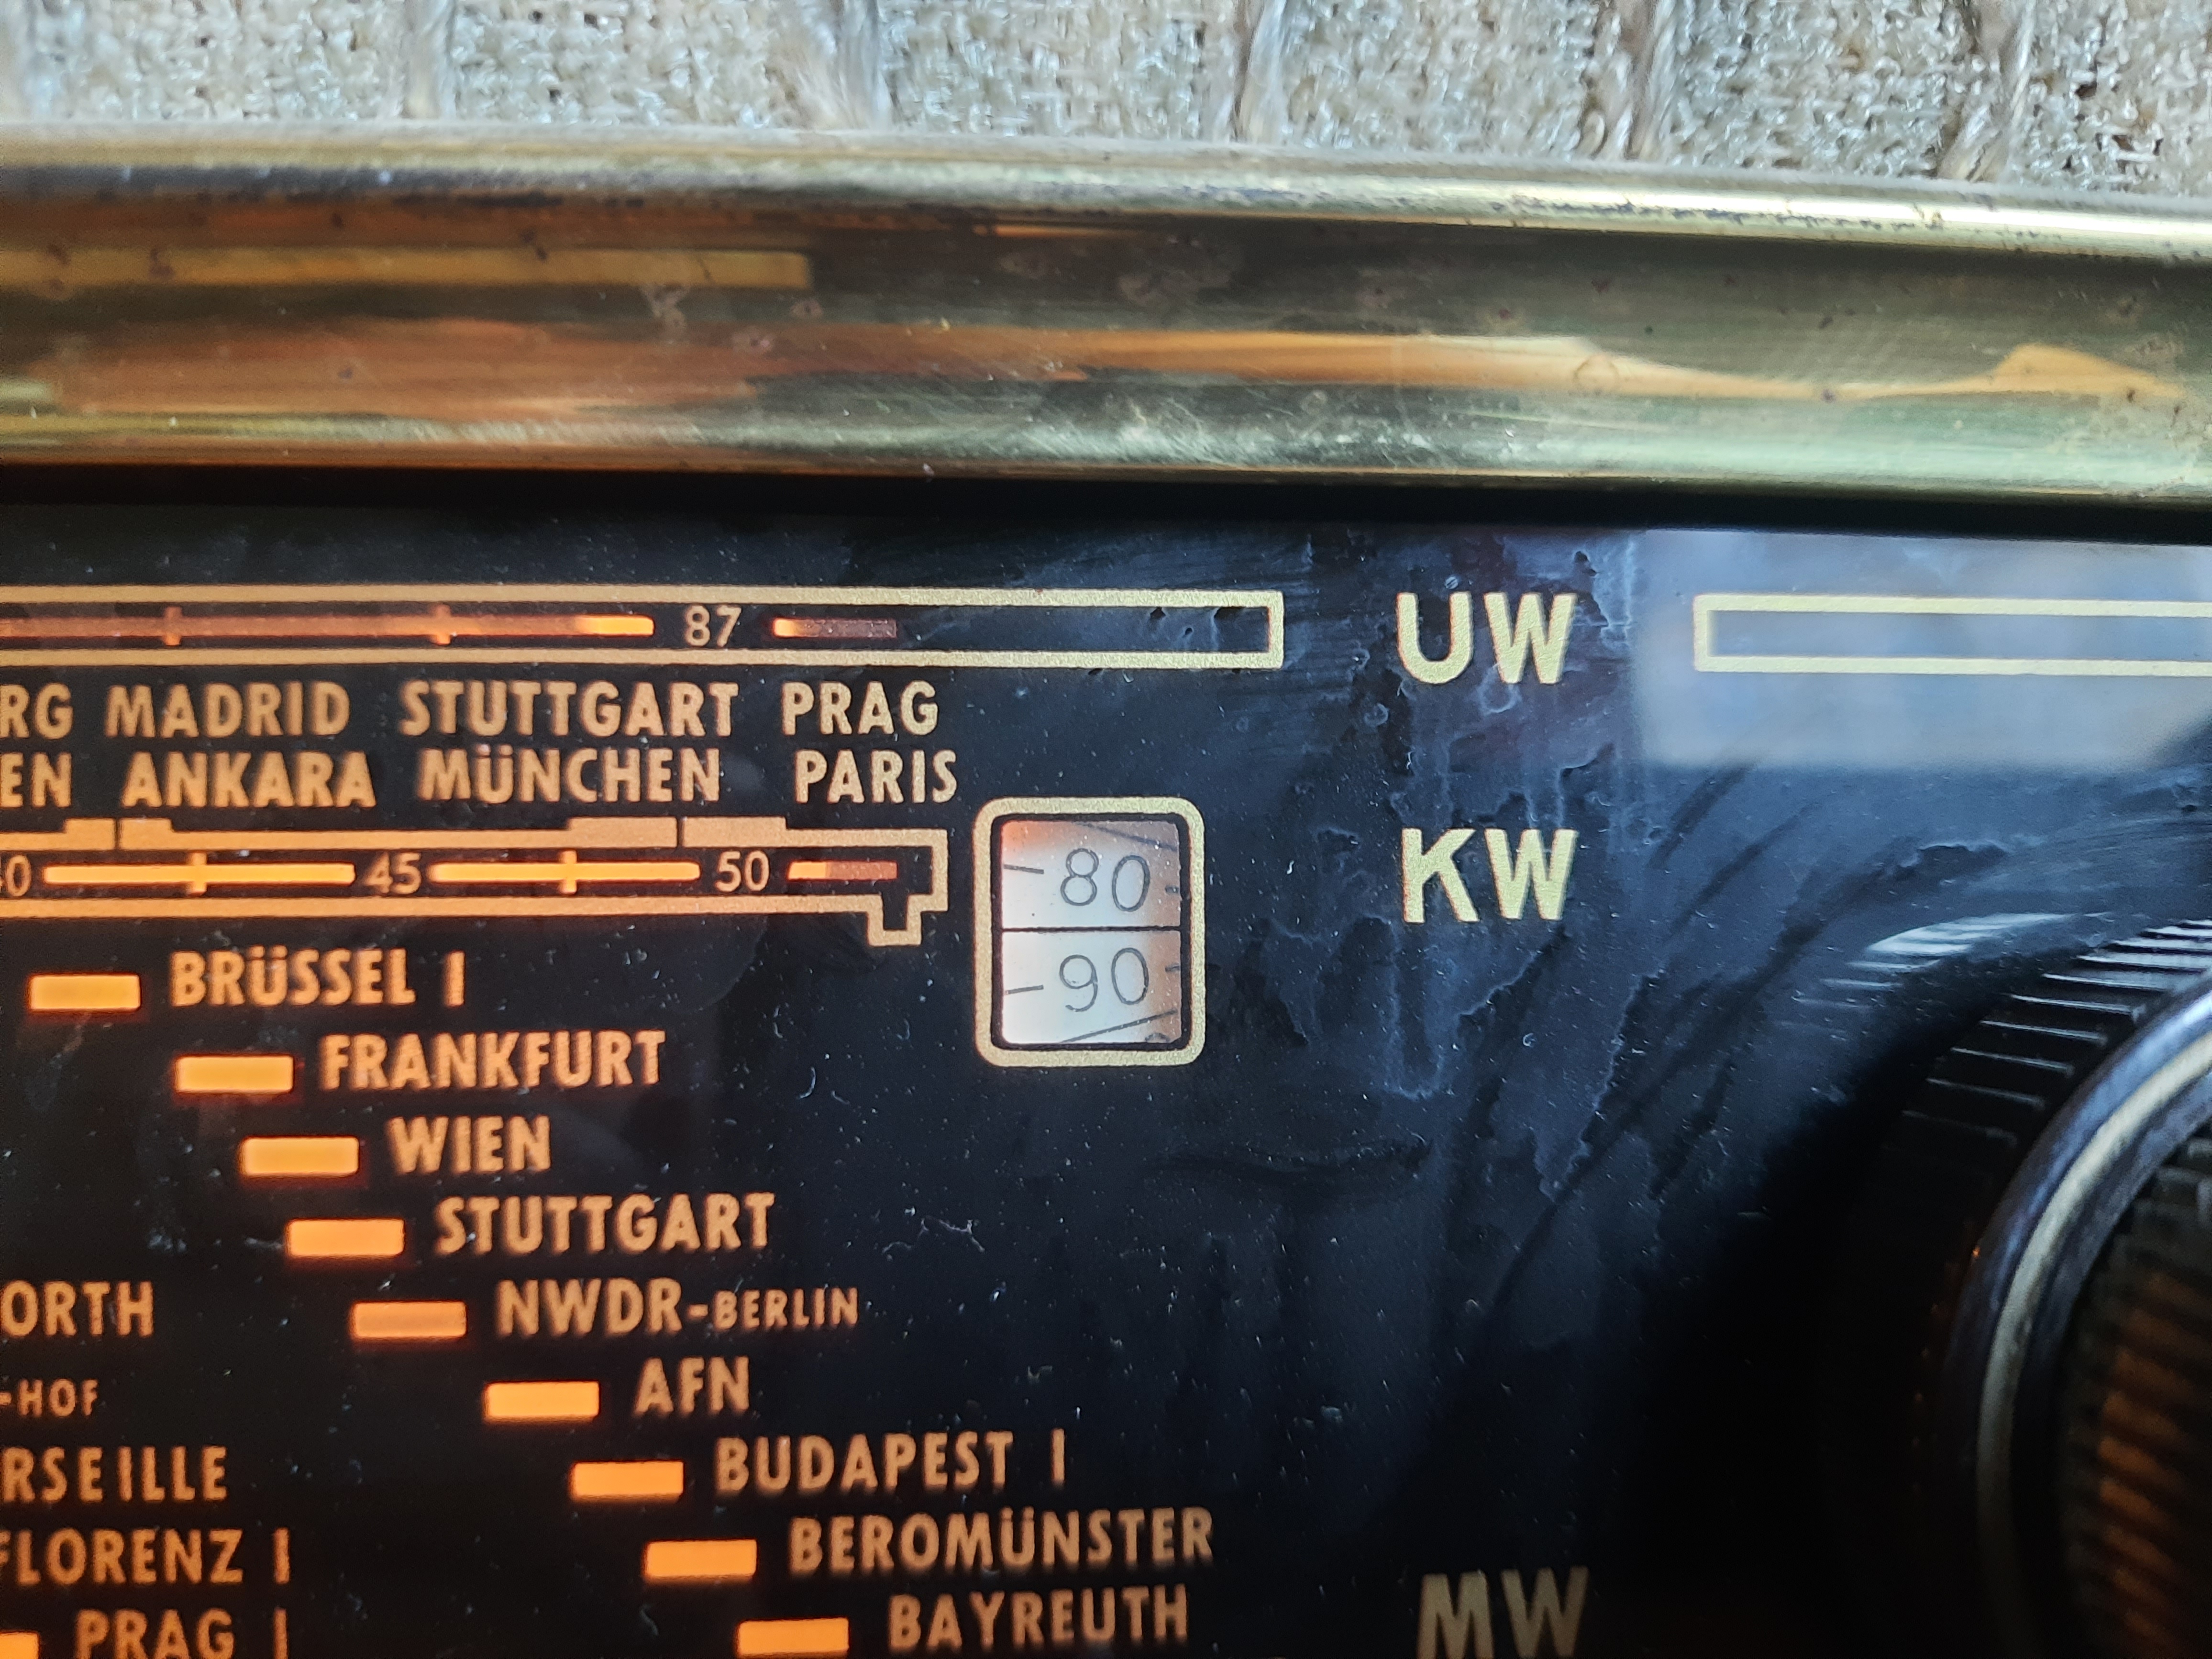 87 UW
RG MADRID STUTTGART PRAG
EN ANKARA MÜNCHEN PARIS
45 50 80 KW
90
BRÜSSEL I
FRANKFURT
WIEN
STUTTGART
ORTH NWDR-BERLIN
-HOF AFN
RSEILLE BUDAPEST I
FLORENZ I BEROMÜNSTER
PRAG I BAYREUTH MW